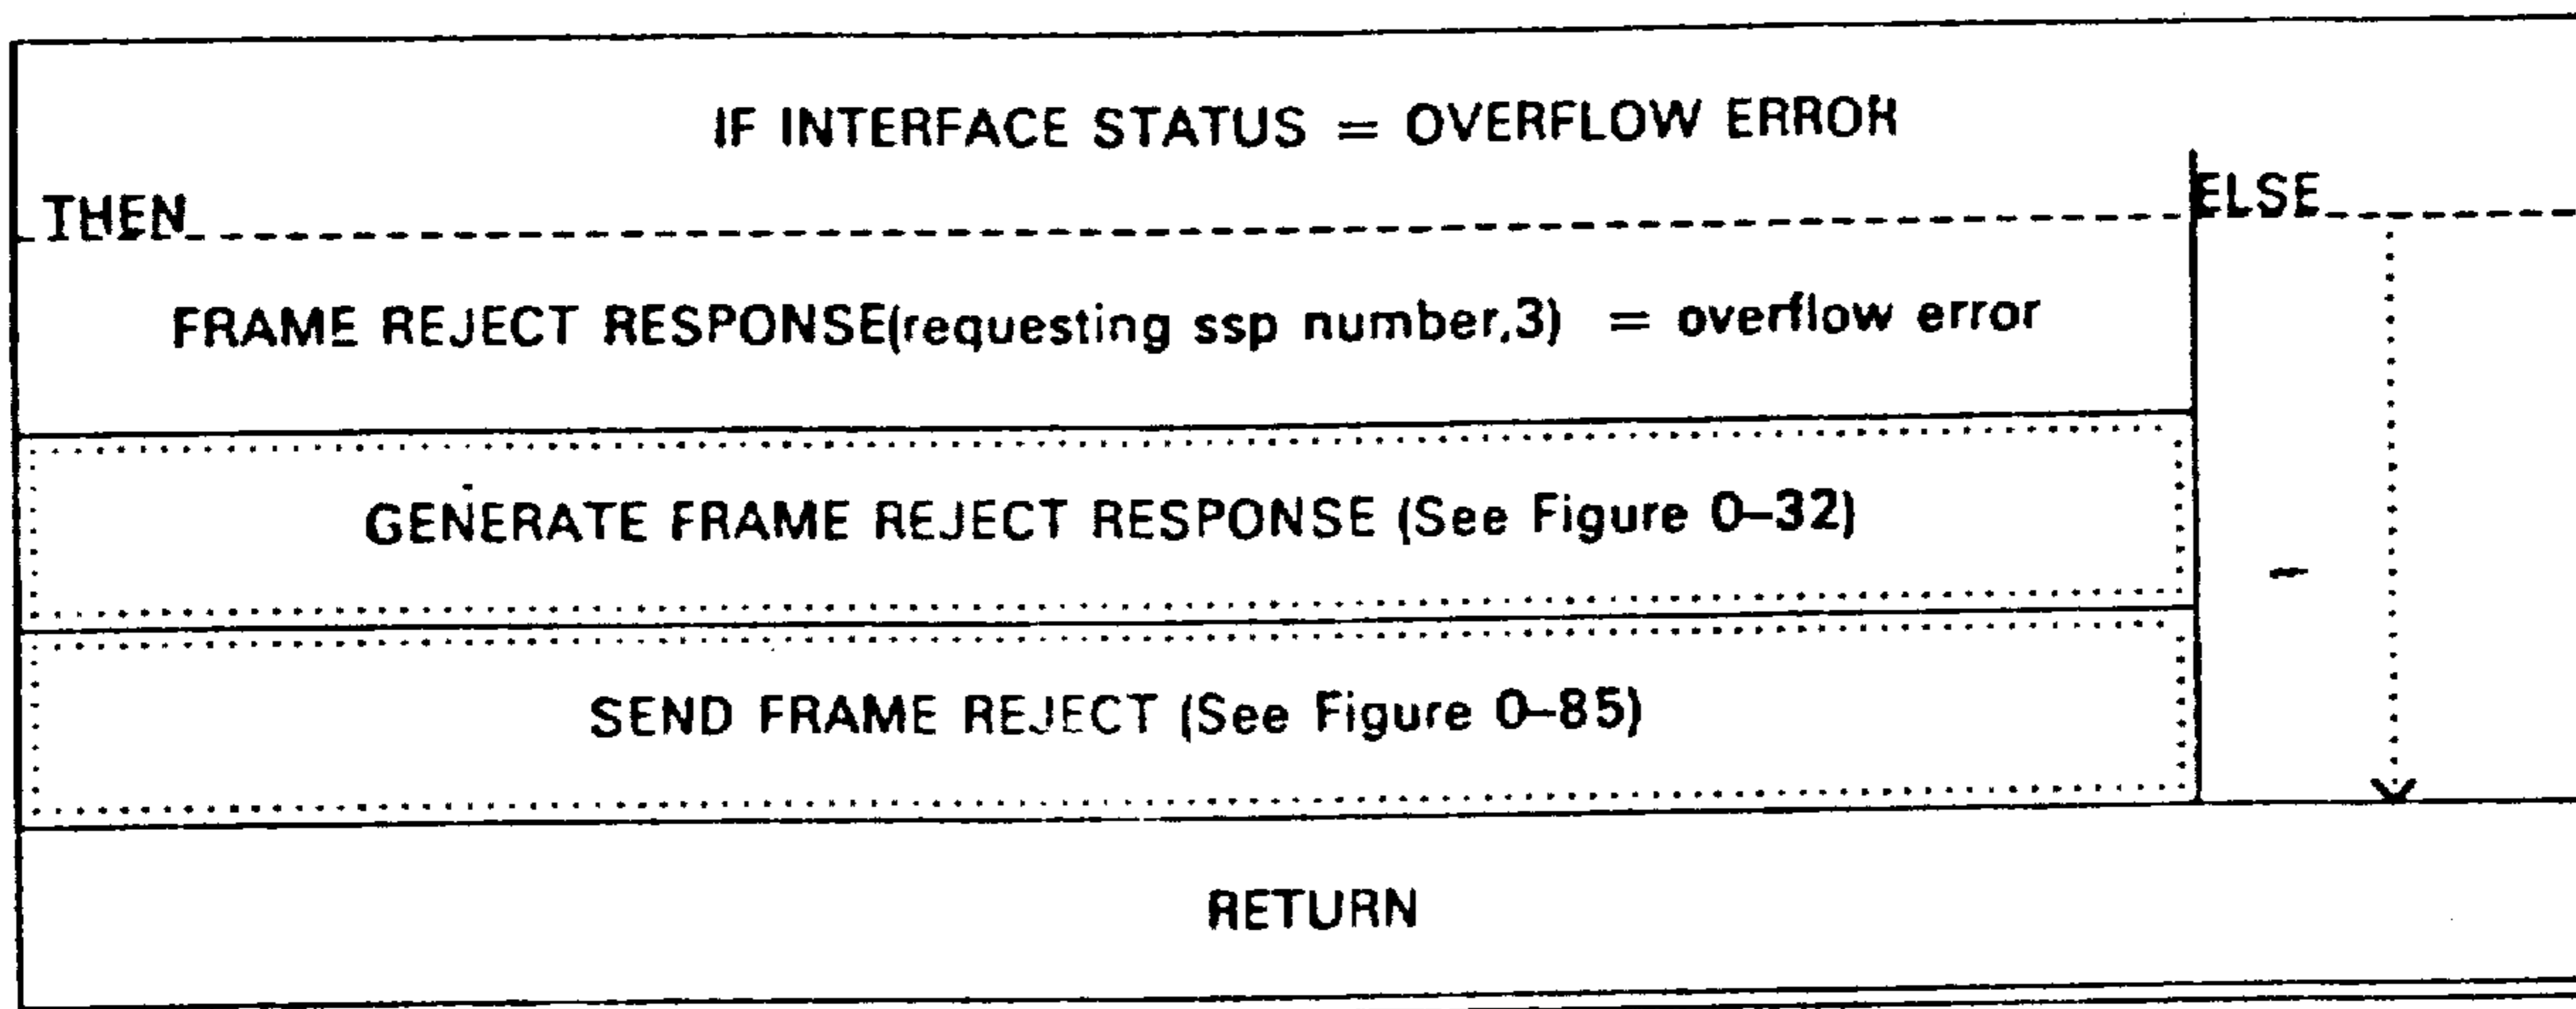 IF INTERFACE STATUS = OVERFLOW ERROR
THEN ELSE
FRAME REJECT RESPONSE(requesting ssp number,3) = overflow error
GENERATE FRAME REJECT RESPONSE (See Figure 0–32)
SEND FRAME REJECT (See Figure 0–85)
RETURN